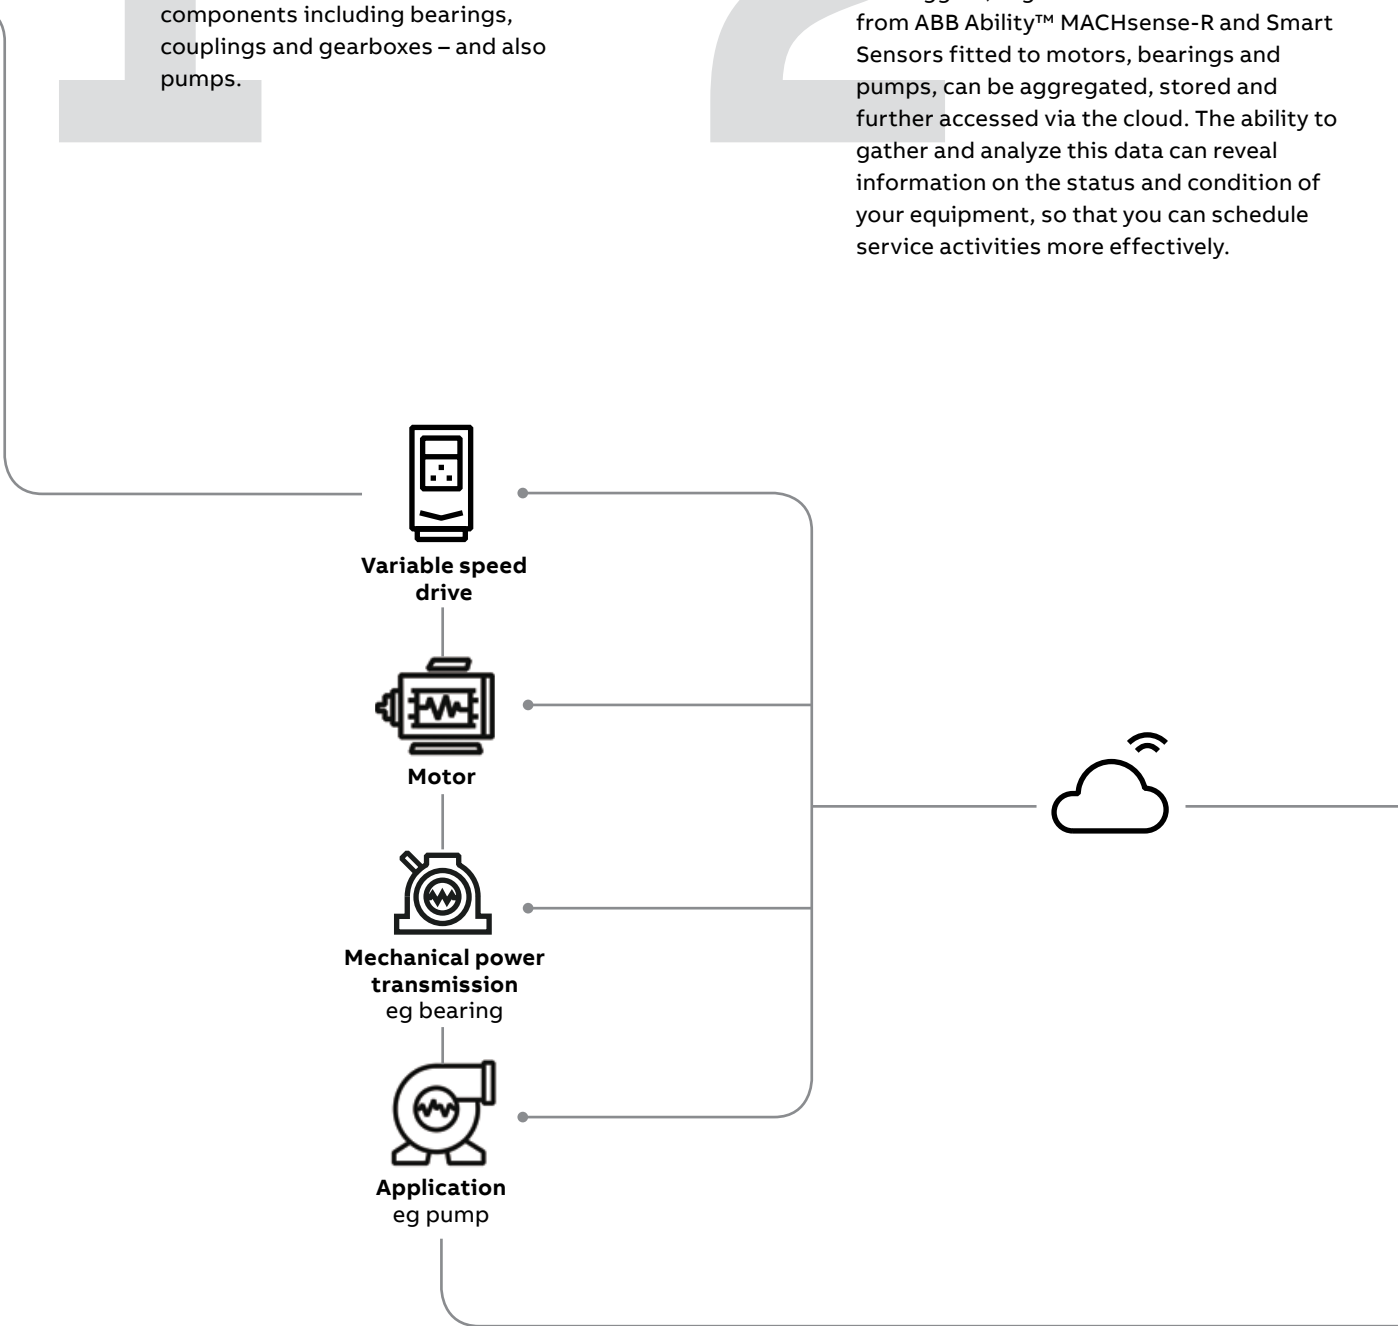 1
components including bearings,
couplings and gearboxes – and also
pumps.
2
from ABB Ability™ MACHsense-R and Smart
Sensors fitted to motors, bearings and
pumps, can be aggregated, stored and
further accessed via the cloud. The ability to
gather and analyze this data can reveal
information on the status and condition of
your equipment, so that you can schedule
service activities more effectively.
Variable speed
drive
Motor
Mechanical power
transmission
eg bearing
Application
eg pump